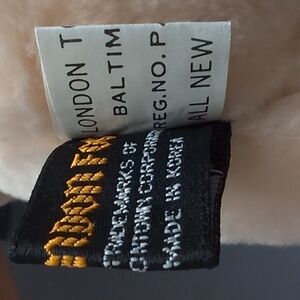 LONDON T
BALTIM
REG.NO. P
ALL NEW
TRADEMARKS OF
CORPORA
MADE IN KOREA